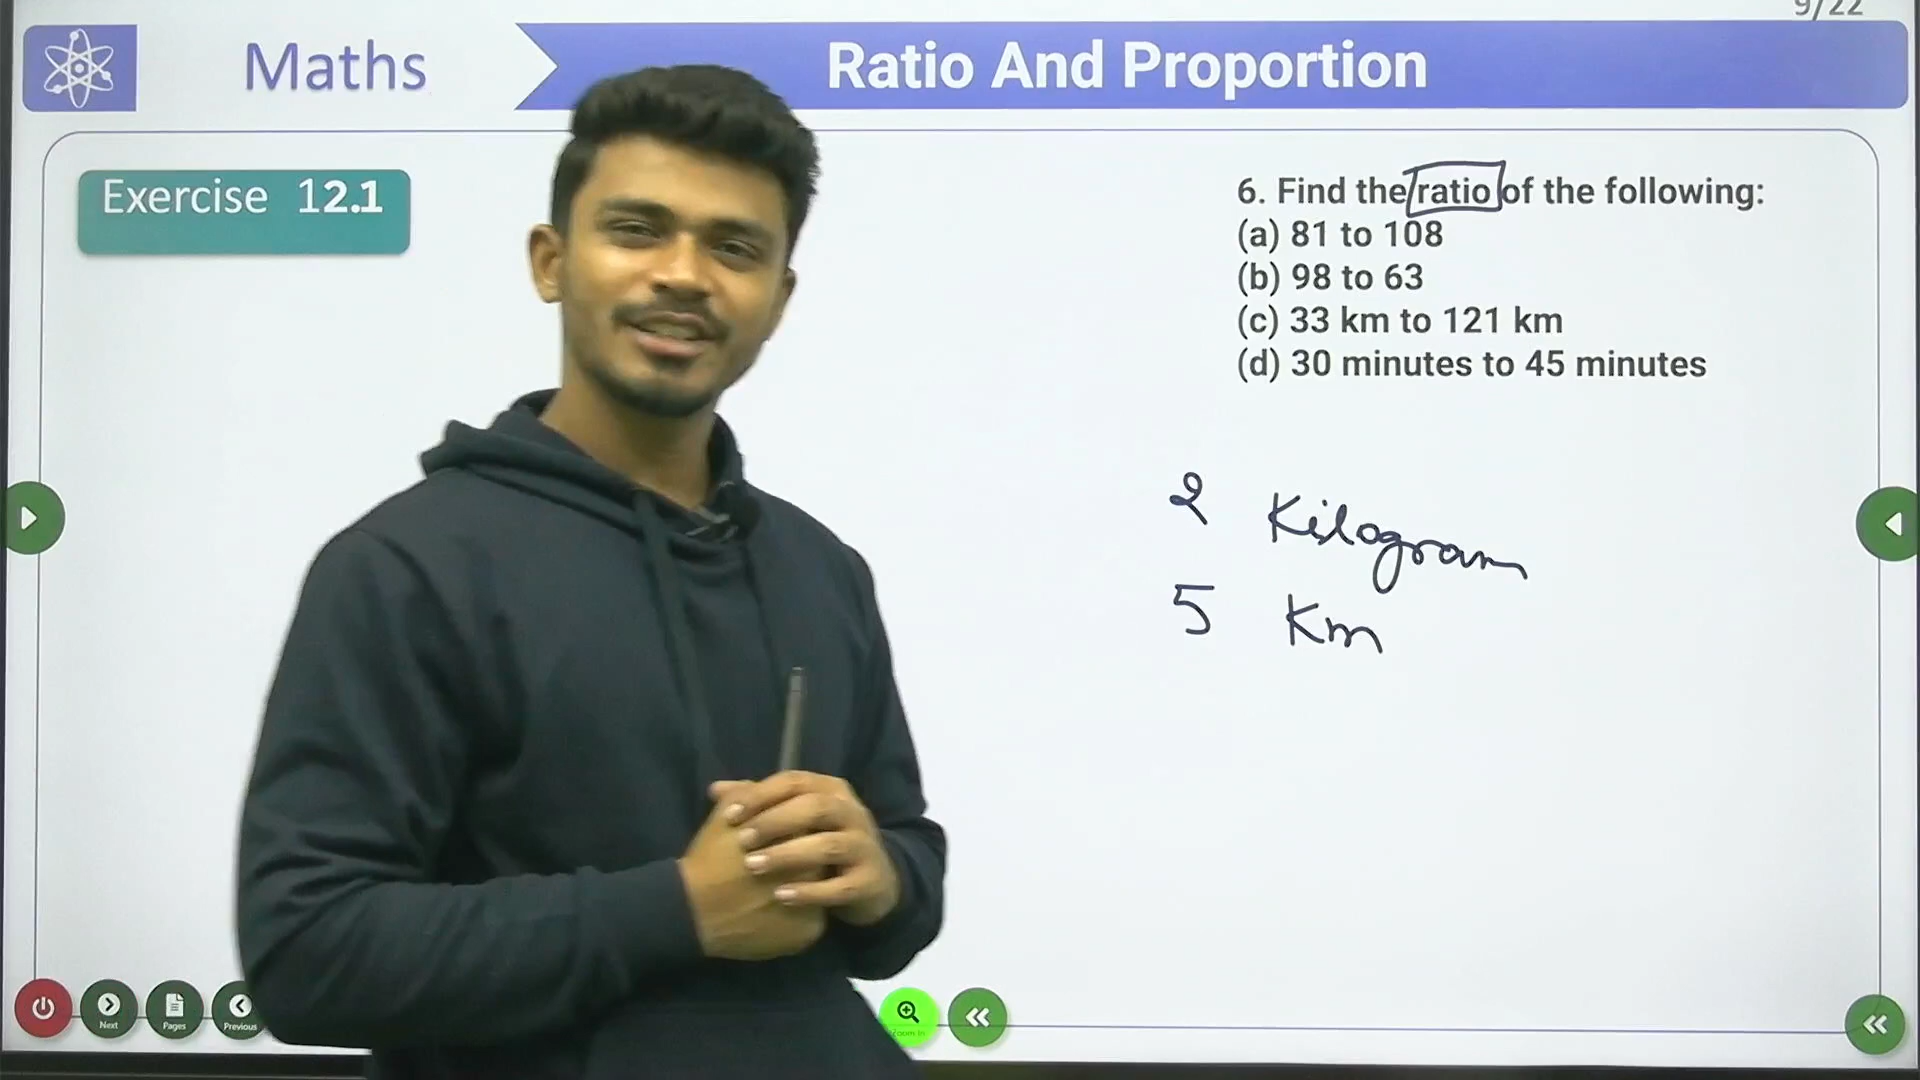 9/22
Maths
Ratio And Proportion
Exercise 12.1
6. Find the ratio of the following:
(a) 81 to 108
(b) 98 to 63
(c) 33 km to 121 km
(d) 30 minutes to 45 minutes
2 Kilogram
5 Km
Next
Pages
Previous
Zoom In